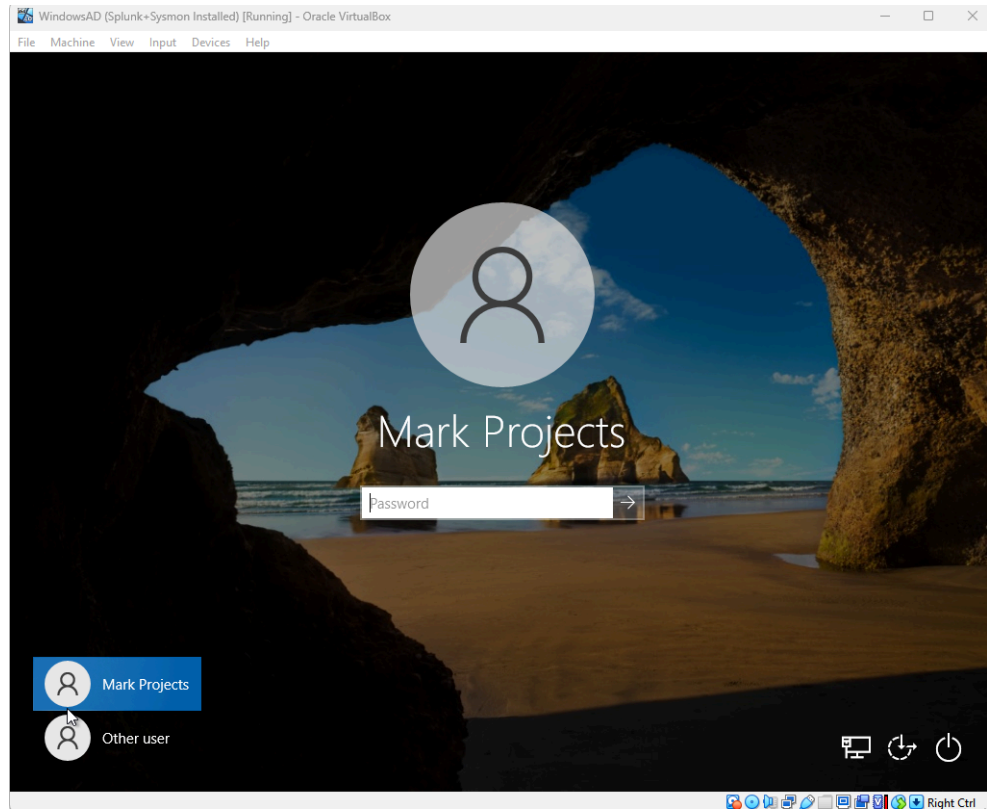 WindowsAD (Splunk+Sysmon Installed) [Running] - Oracle VirtualBox
File Machine View Input Devices Help
Mark Projects
Password
Mark Projects
Other user
Right Ctrl